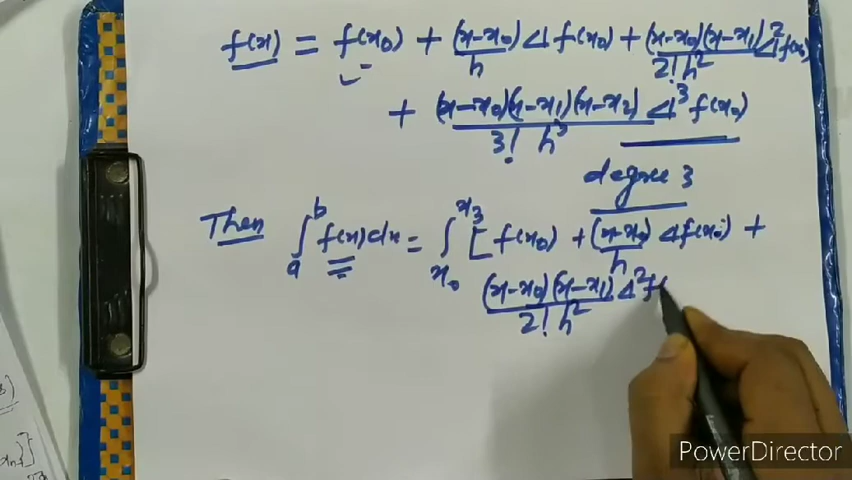 f(x) = f(x₀) + (x-x₀)/h Δf(x₀) + (x-x₀)(x-x₁)/2! h² Δ²f(x₀)
+ (x-x₀)(x-x₁)(x-x₂)/3! h³ Δ³f(x₀)
degree 3
Then ∫ₐᵇ f(x)dx = ∫ₓ₀ˣ³ [f(x₀) + (x-x₀)/h Δf(x₀) +
(x-x₀)(x-x₁)/2! h² Δ²f(
PowerDirector